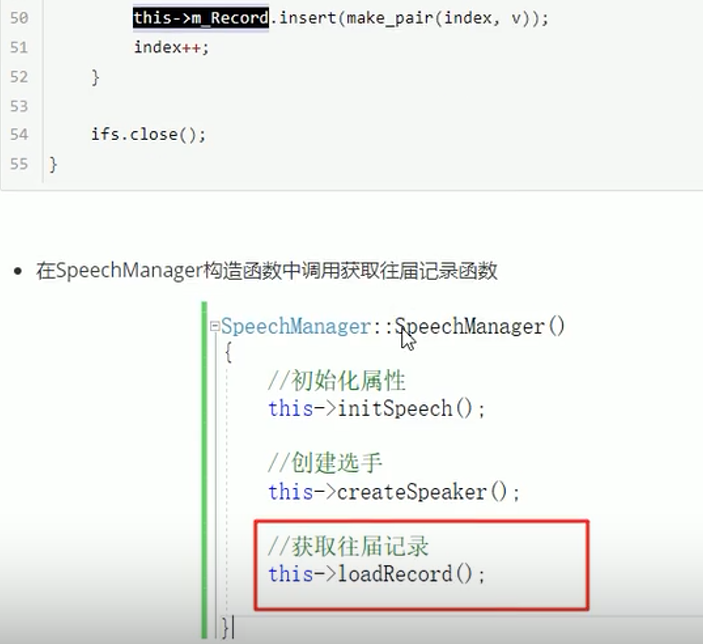 50 this->m_Record.insert(make_pair(index, v));
51 index++;
52 }
53
54 ifs.close();
55 }
• 在SpeechManager构造函数中调用获取往届记录函数
SpeechManager::SpeechManager()
{
//初始化属性
this->initSpeech();
//创建选手
this->createSpeaker();
//获取往届记录
this->loadRecord();
}